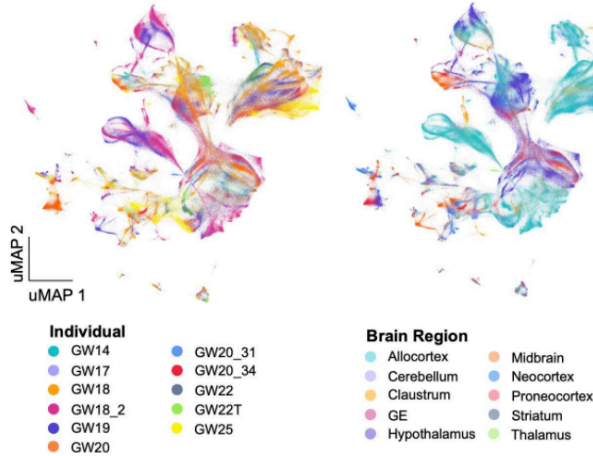 uMAP 2
uMAP 1
Individual
GW14
GW17
GW18
GW18_2
GW19
GW20
GW20_31
GW20_34
GW22
GW22T
GW25
Brain Region
Allocortex
Cerebellum
Claustrum
GE
Hypothalamus
Midbrain
Neocortex
Proneocortex
Striatum
Thalamus